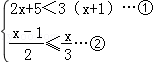 2x+5<3（x+1）…①
(x-1)/2≤x/3…②